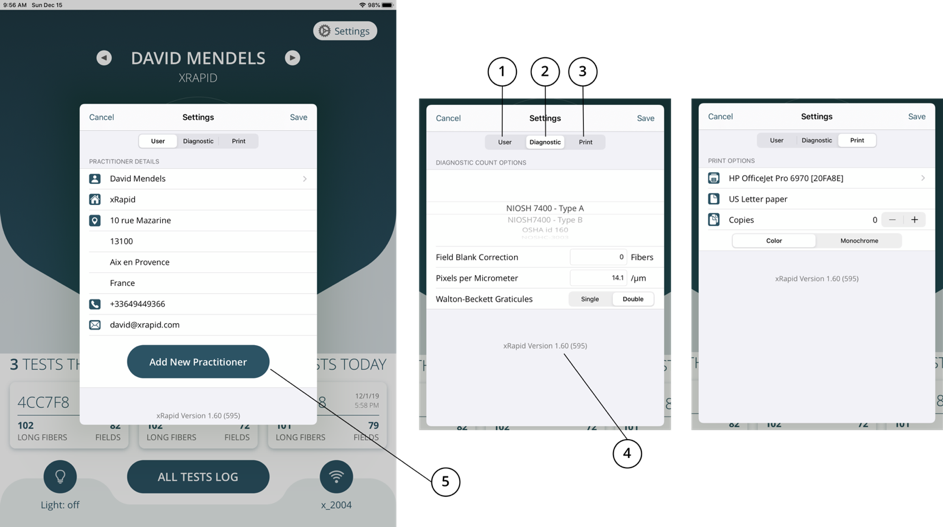 9:56 AM Sun Dec 15
98%
Settings
DAVID MENDELS
XRAPID
Cancel Settings Save
User Diagnostic Print
PRACTITIONER DETAILS
David Mendels
xRapid
10 rue Mazarine
13100
Aix en Provence
France
+33649449366
david@xrapid.com
Add New Practitioner
xRapid Version 1.60 (595)
3 TESTS TH
STS TODAY
4CC7F8
8
12/1/19
5:58 PM
102 82 102 72 101 79
LONG FIBERS FIELDS LONG FIBERS FIELDS LONG FIBERS FIELDS
ALL TESTS LOG
Light: off
x_2004
1 2 3
Cancel Settings Save
User Diagnostic Print
DIAGNOSTIC COUNT OPTIONS
NIOSH 7400 - Type A
NIOSH7400 - Type B
OSHA id 160
Field Blank Correction 0 Fibers
Pixels per Micrometer 14.1 /μm
Walton-Beckett Graticules Single Double
xRapid Version 1.60 (595)
82 102 72 101
4
5
Cancel Settings Save
User Diagnostic Print
PRINT OPTIONS
HP OfficeJet Pro 6970 [20FA8E]
US Letter paper
Copies 0 − +
Color Monochrome
xRapid Version 1.60 (595)
82 102 72 101